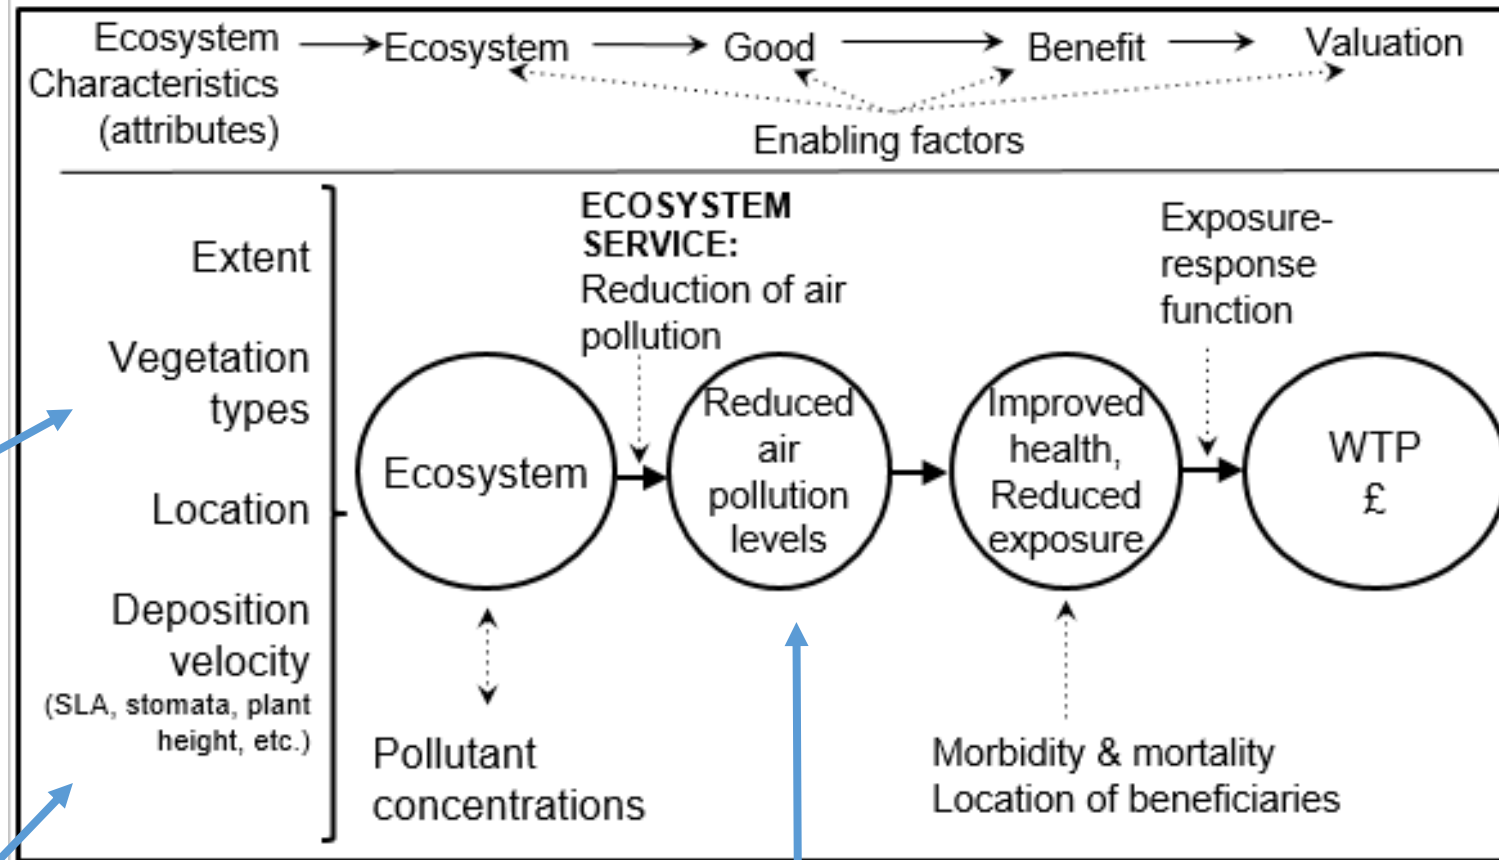 Ecosystem
Characteristics
(attributes)
Ecosystem
Good
Benefit
Valuation
Enabling factors
Extent
Vegetation
types
Location
Deposition
velocity
(SLA, stomata, plant
height, etc.)
ECOSYSTEM
SERVICE:
Reduction of air
pollution
Exposure-
response
function
Ecosystem
Reduced
air
pollution
levels
Improved
health,
Reduced
exposure
WTP
£
Pollutant
concentrations
Morbidity & mortality
Location of beneficiaries